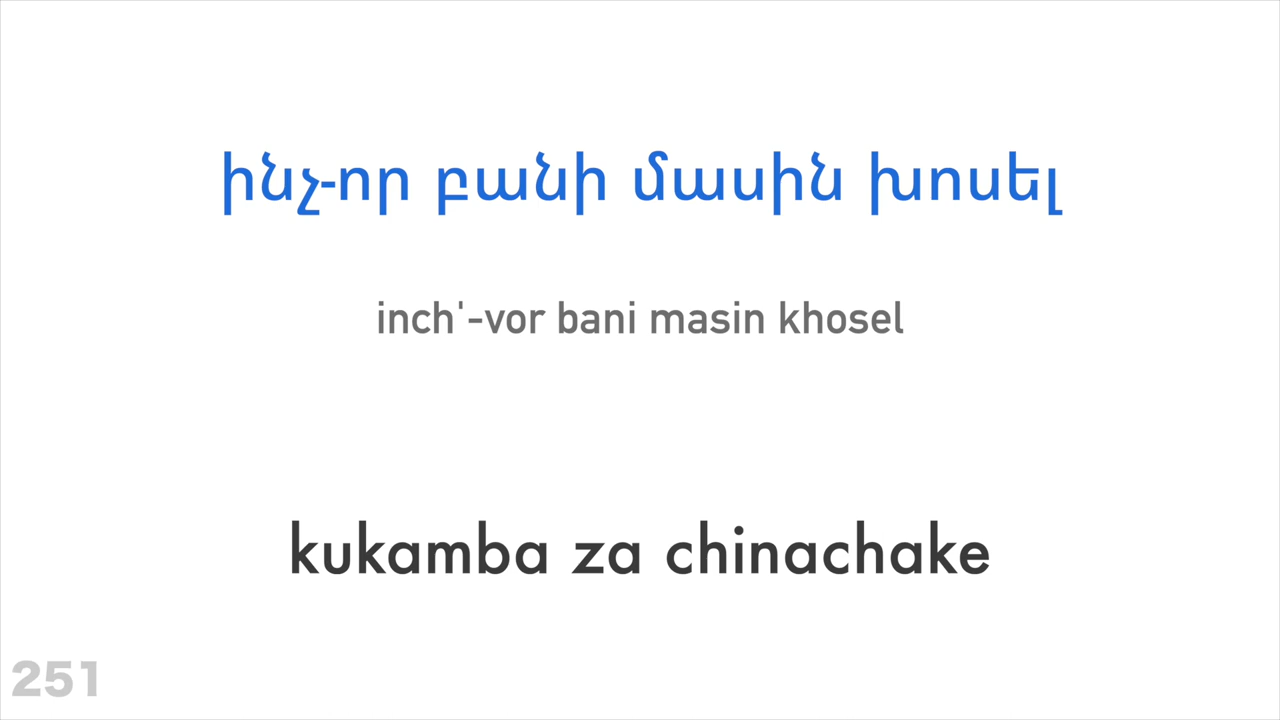 ինչ-որ բանի մասին խոսել
inch'-vor bani masin khosel
kukamba za chinachake
251